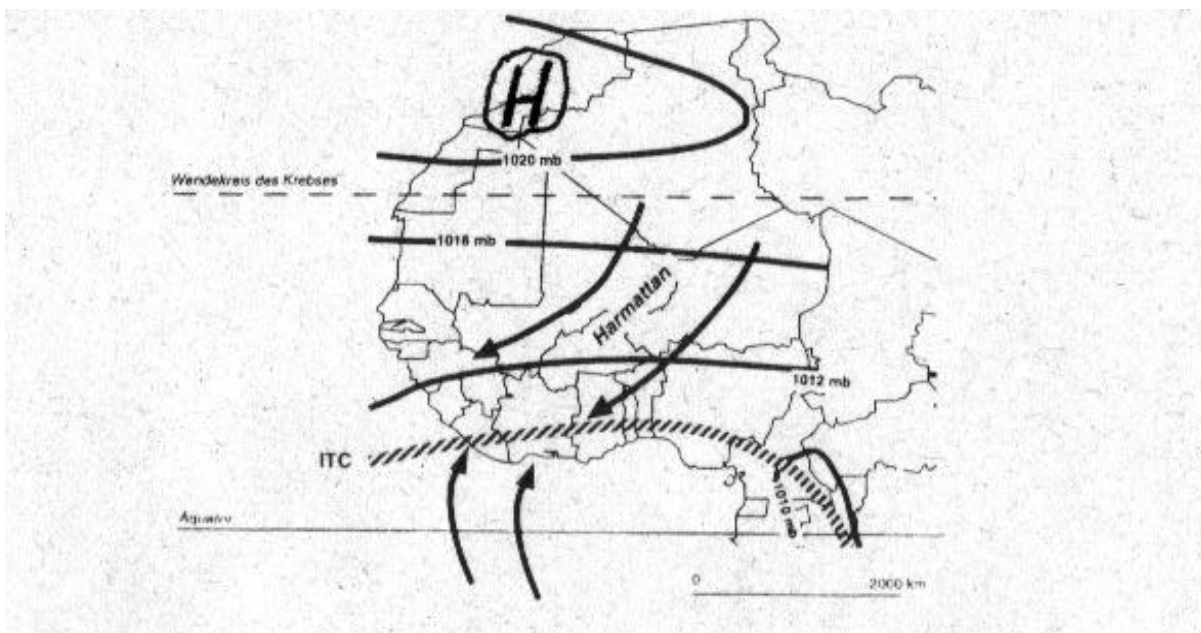 H
1020 mb
Wendekreis des Krebses
1018 mb
Harmattan
1012 mb
ITC
1010 mb
Äquator
0 2000 km